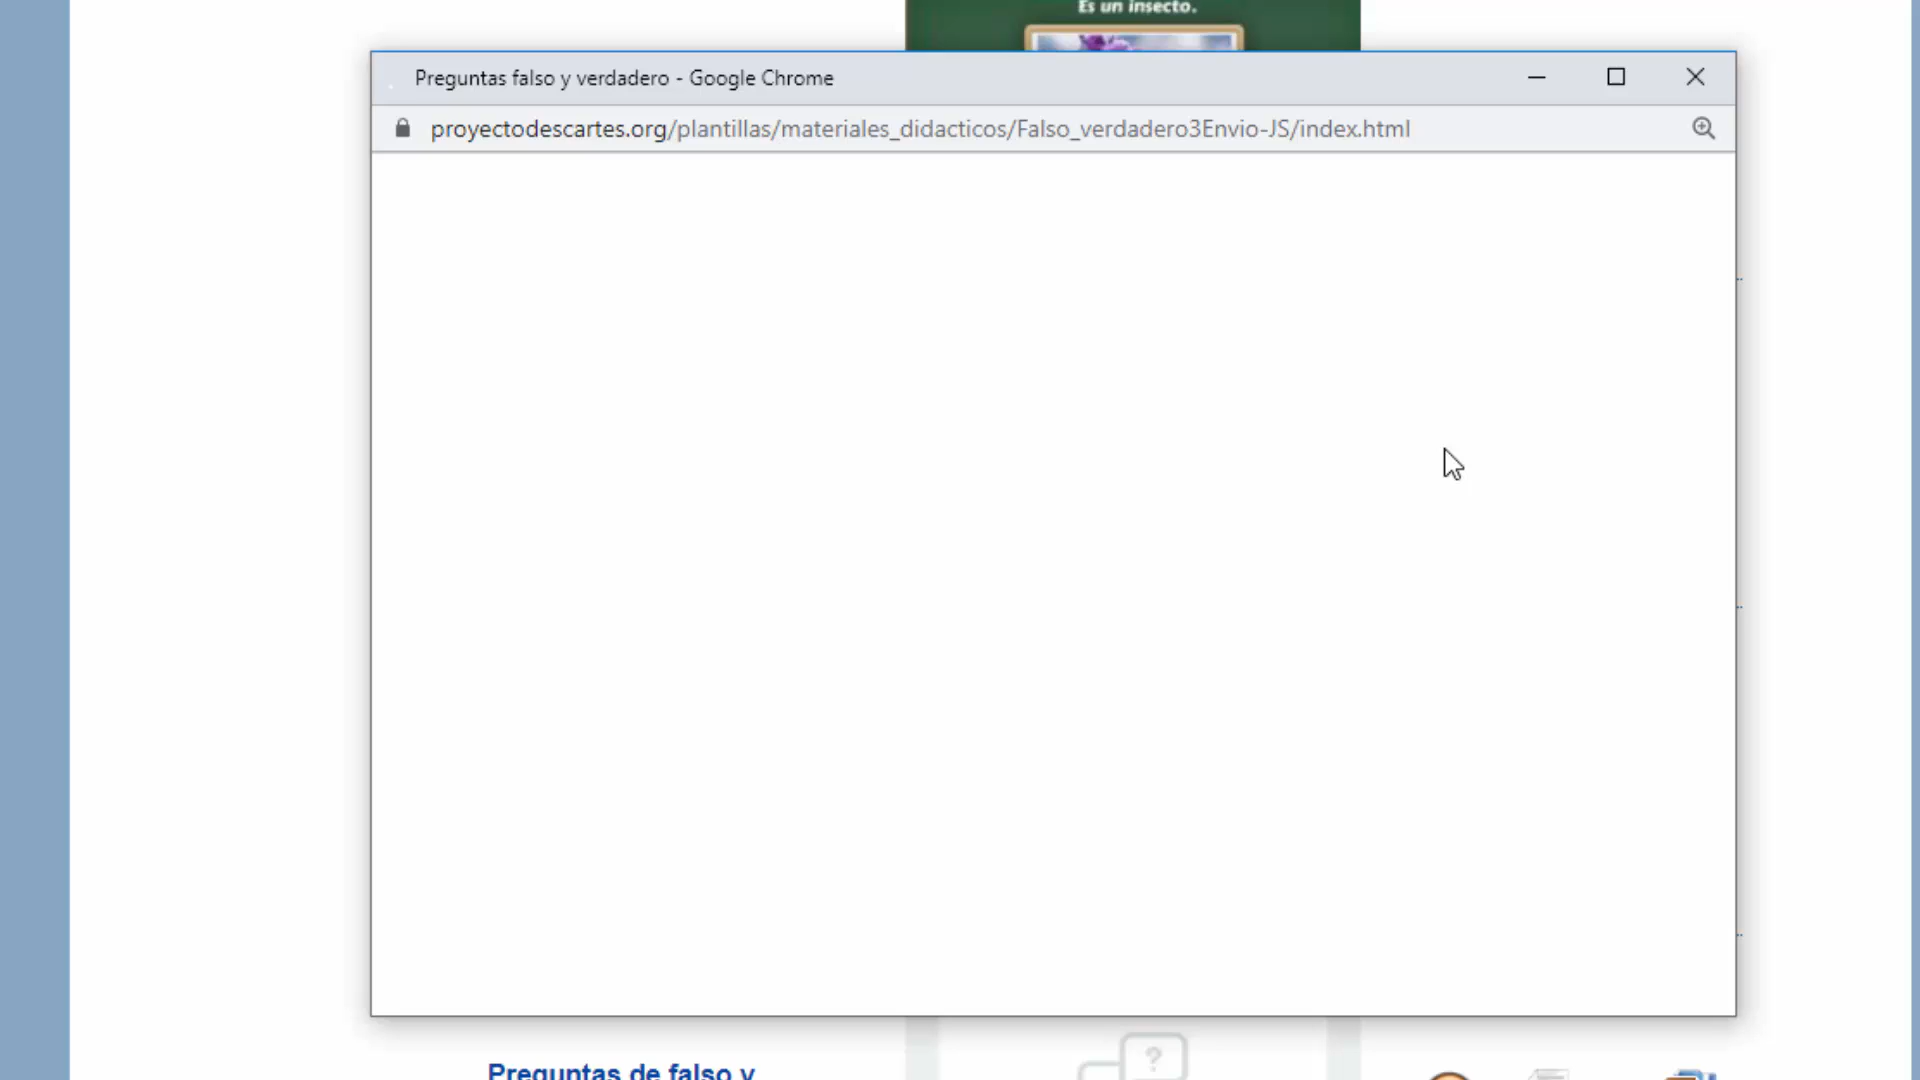 Es un insecto.
Preguntas falso y verdadero - Google Chrome
proyectodescartes.org/plantillas/materiales_didacticos/Falso_verdadero3Envio-JS/index.html
?
Preguntas de falso y